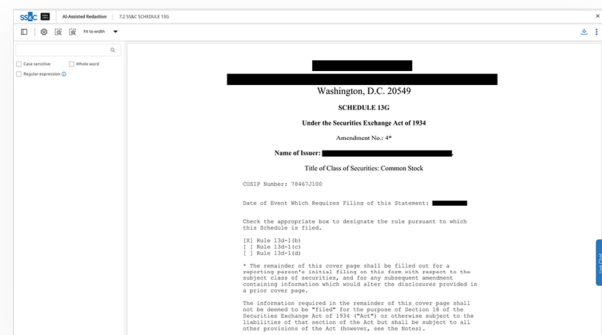 SS&C AI-Assisted Redaction 7.2 SS&C SCHEDULE 13G
Fit to width
Case sensitive Whole word
Regular expression
Washington, D.C. 20549
SCHEDULE 13G
Under the Securities Exchange Act of 1934
Amendment No.: 4*
Name of Issuer:
Title of Class of Securities: Common Stock
CUSIP Number: 78467J100
Date of Event Which Requires Filing of this Statement:
Check the appropriate box to designate the rule pursuant to which
this Schedule is filed.
[X] Rule 13d-1(b)
[ ] Rule 13d-1(c)
[ ] Rule 13d-1(d)
* The remainder of this cover page shall be filled out for a
reporting person's initial filing on this form with respect to the
subject class of securities, and for any subsequent amendment
containing information which would alter the disclosures provided in
a prior cover page.
The information required in the remainder of this cover page shall
not be deemed to be "filed" for the purpose of Section 18 of the
Securities Exchange Act of 1934 ("Act") or otherwise subject to the
liabilities of that section of the Act but shall be subject to all
other provisions of the Act (however, see the Notes).
Live Chat